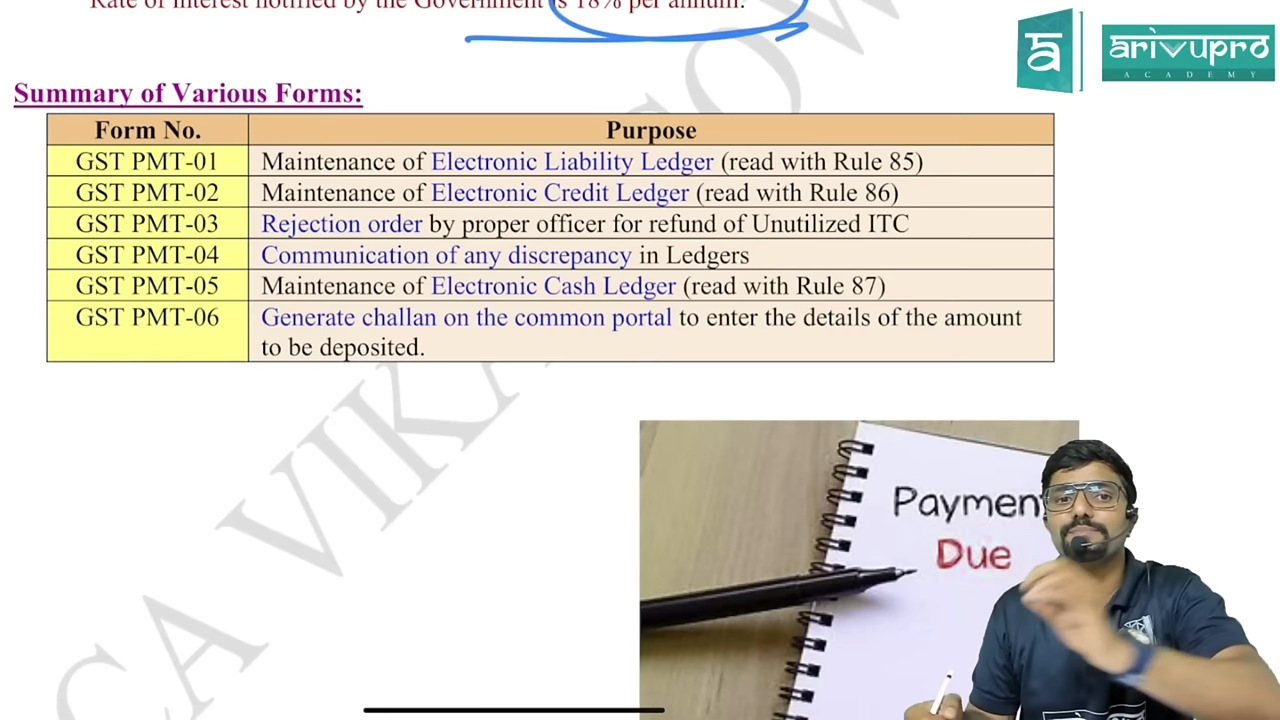 Rate of Interest notified by the Government is 18% per annum.
arivupro
ACADEMY
Summary of Various Forms:
Form No. Purpose
GST PMT-01 Maintenance of Electronic Liability Ledger (read with Rule 85)
GST PMT-02 Maintenance of Electronic Credit Ledger (read with Rule 86)
GST PMT-03 Rejection order by proper officer for refund of Unutilized ITC
GST PMT-04 Communication of any discrepancy in Ledgers
GST PMT-05 Maintenance of Electronic Cash Ledger (read with Rule 87)
GST PMT-06 Generate challan on the common portal to enter the details of the amount
to be deposited.
CA VIKAS
Paymen
Due